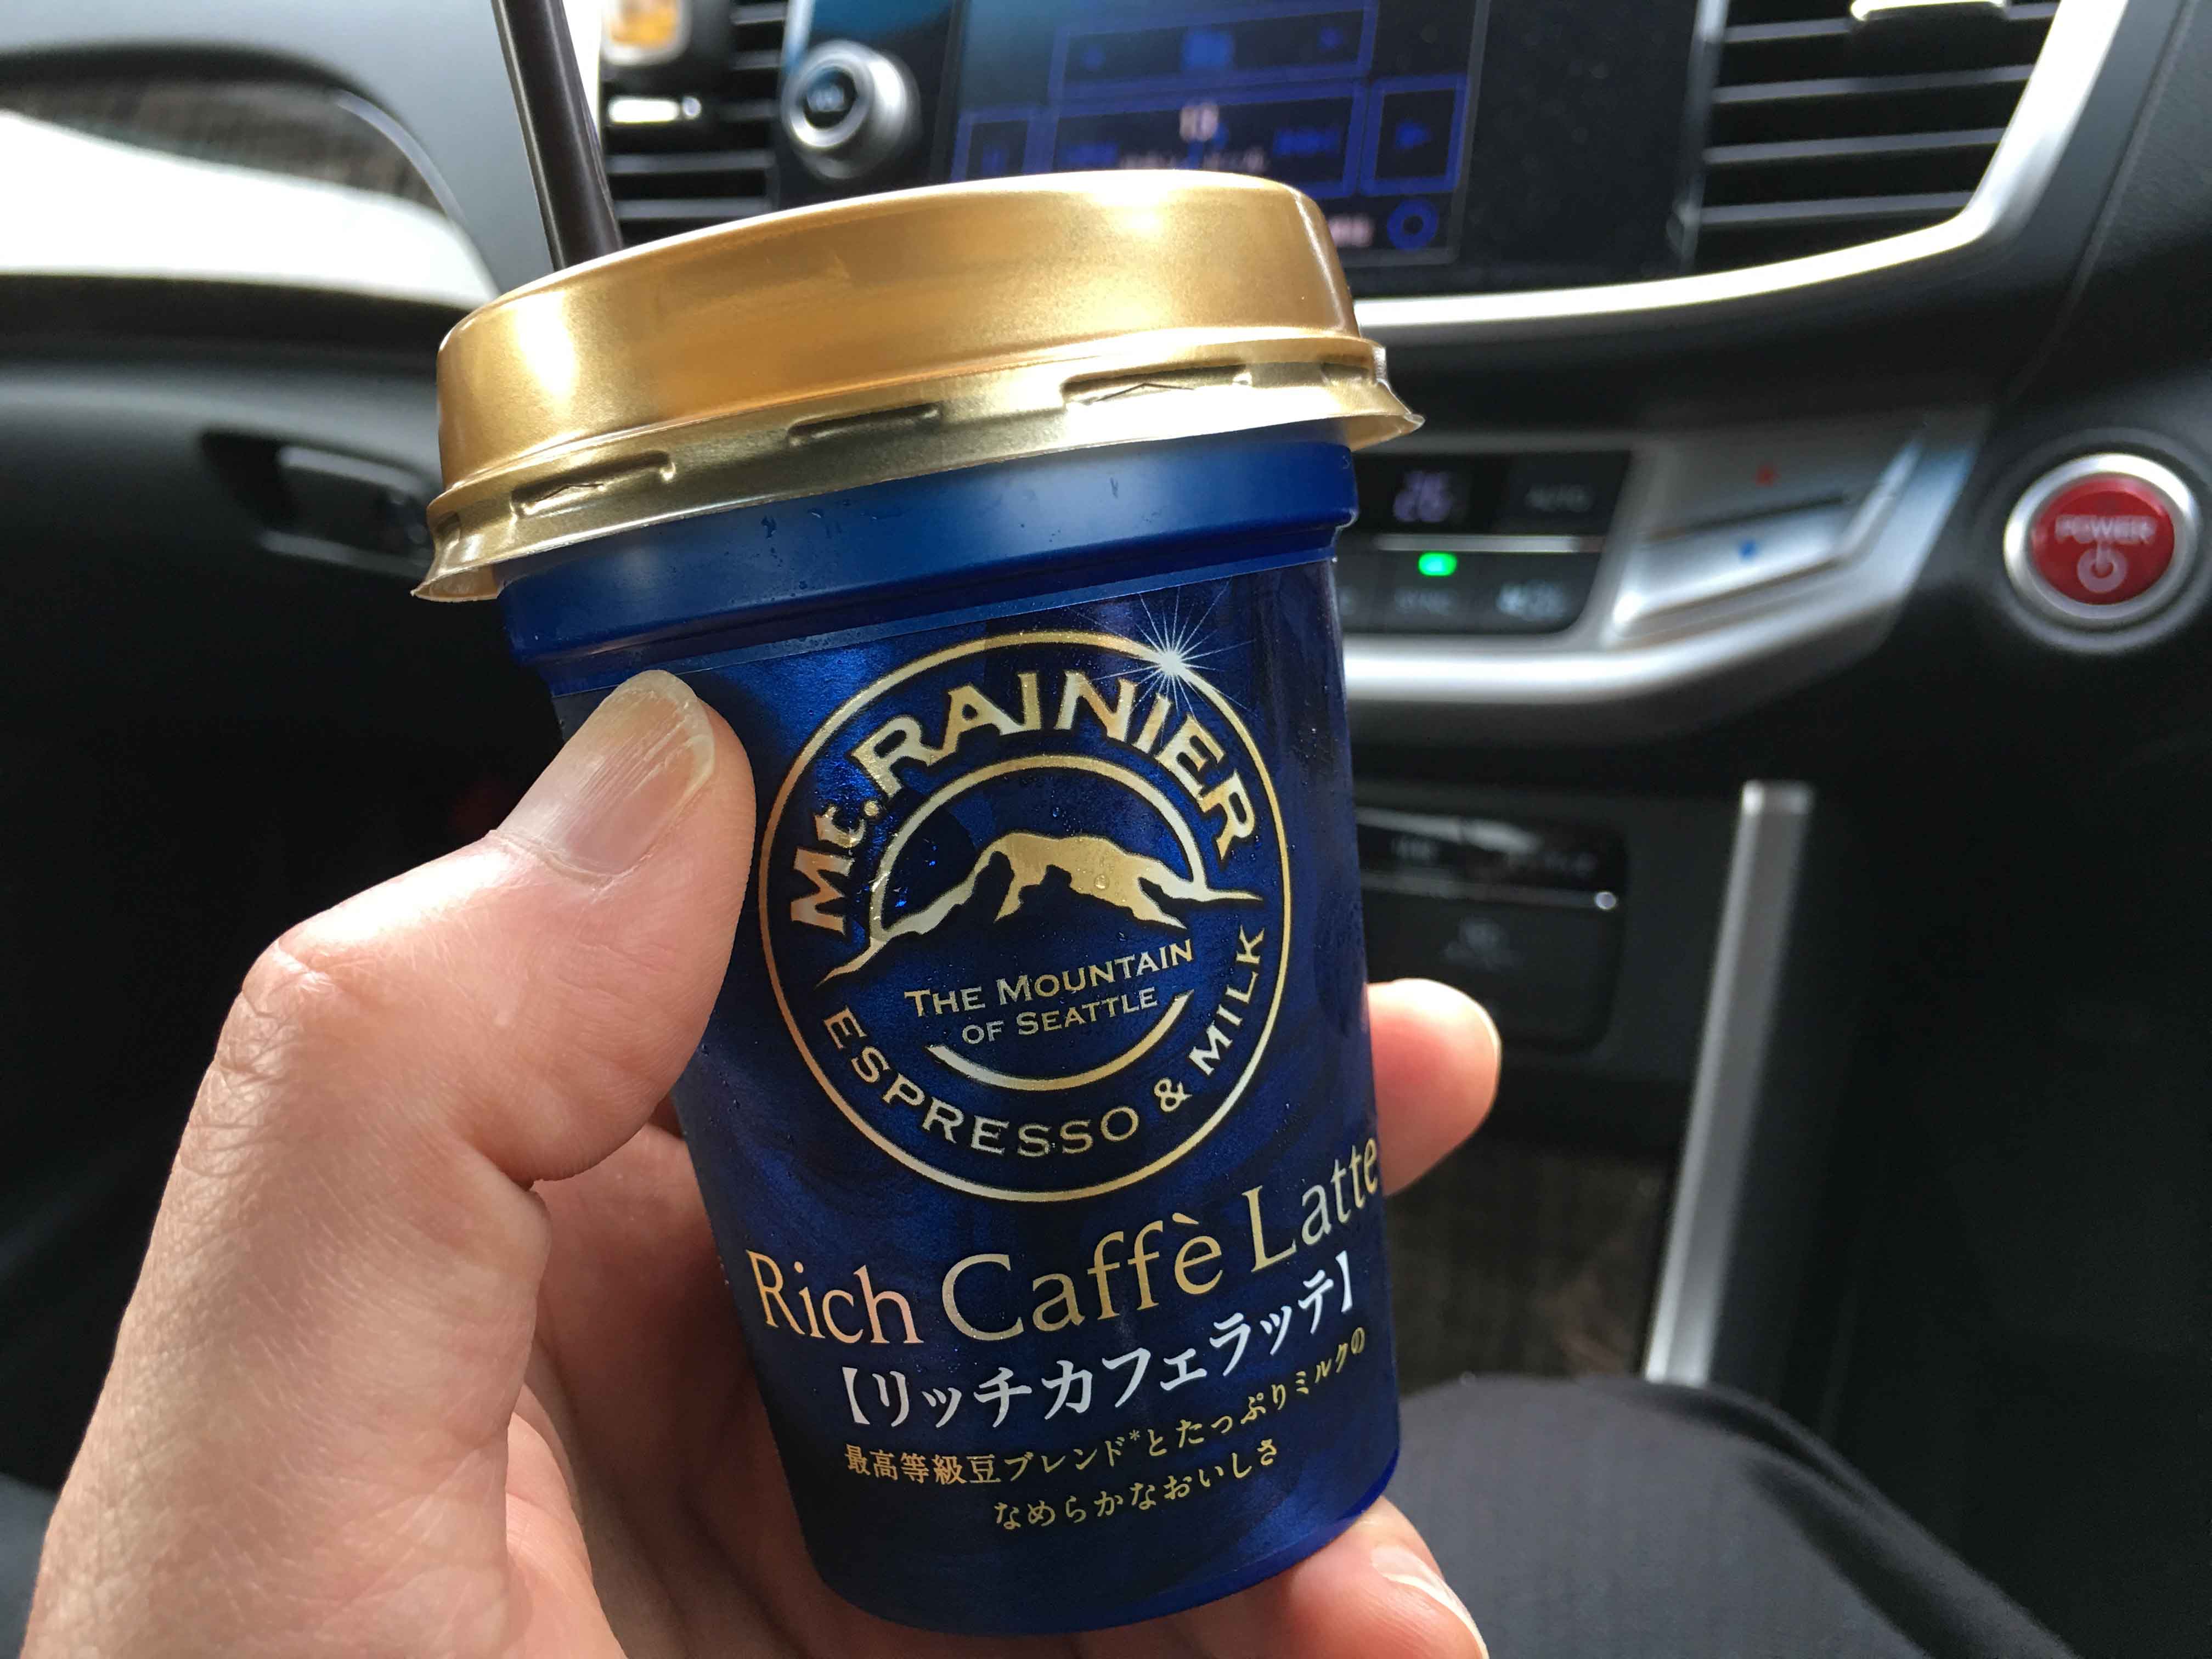 26
AUTO
POWER
Mt. RAINIER
THE MOUNTAIN
OF SEATTLE
ESPRESSO & MILK
Rich Caffè Latte
【リッチカフェラッテ】
最高等級豆ブレンド*とたっぷりミルクの
なめらかなおいしさ